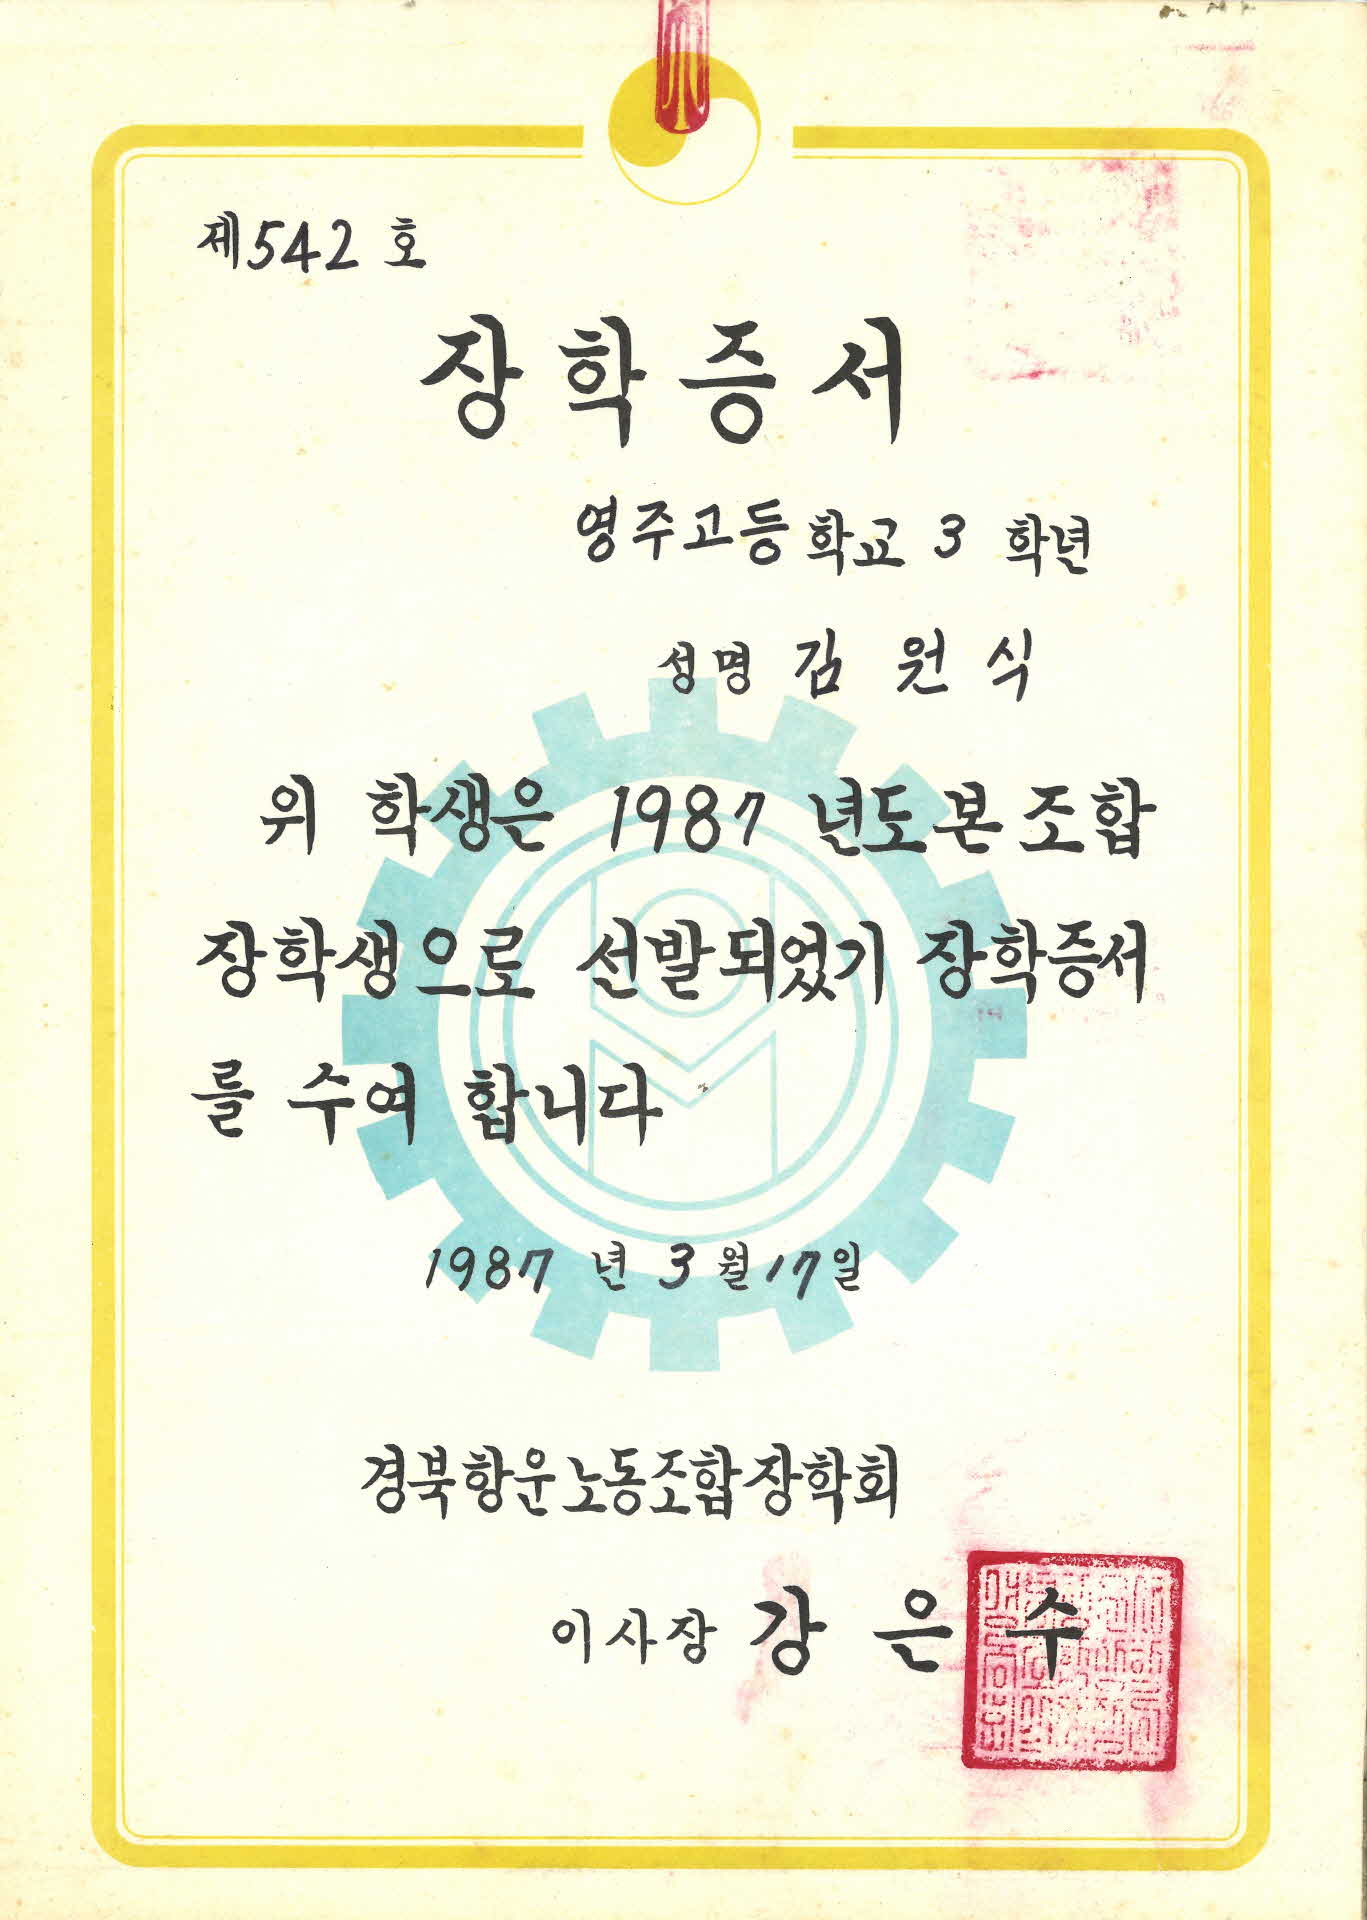 제542 호
장학증서
영주고등학교 3 학년
성명 김 원 식
위 학생은 1987 년도 본 조합
장학생으로 선발되었기 장학증서
를 수여 합니다
1987 년 3 월 17일
경북항운노동조합장학회
이사장 강 은 수